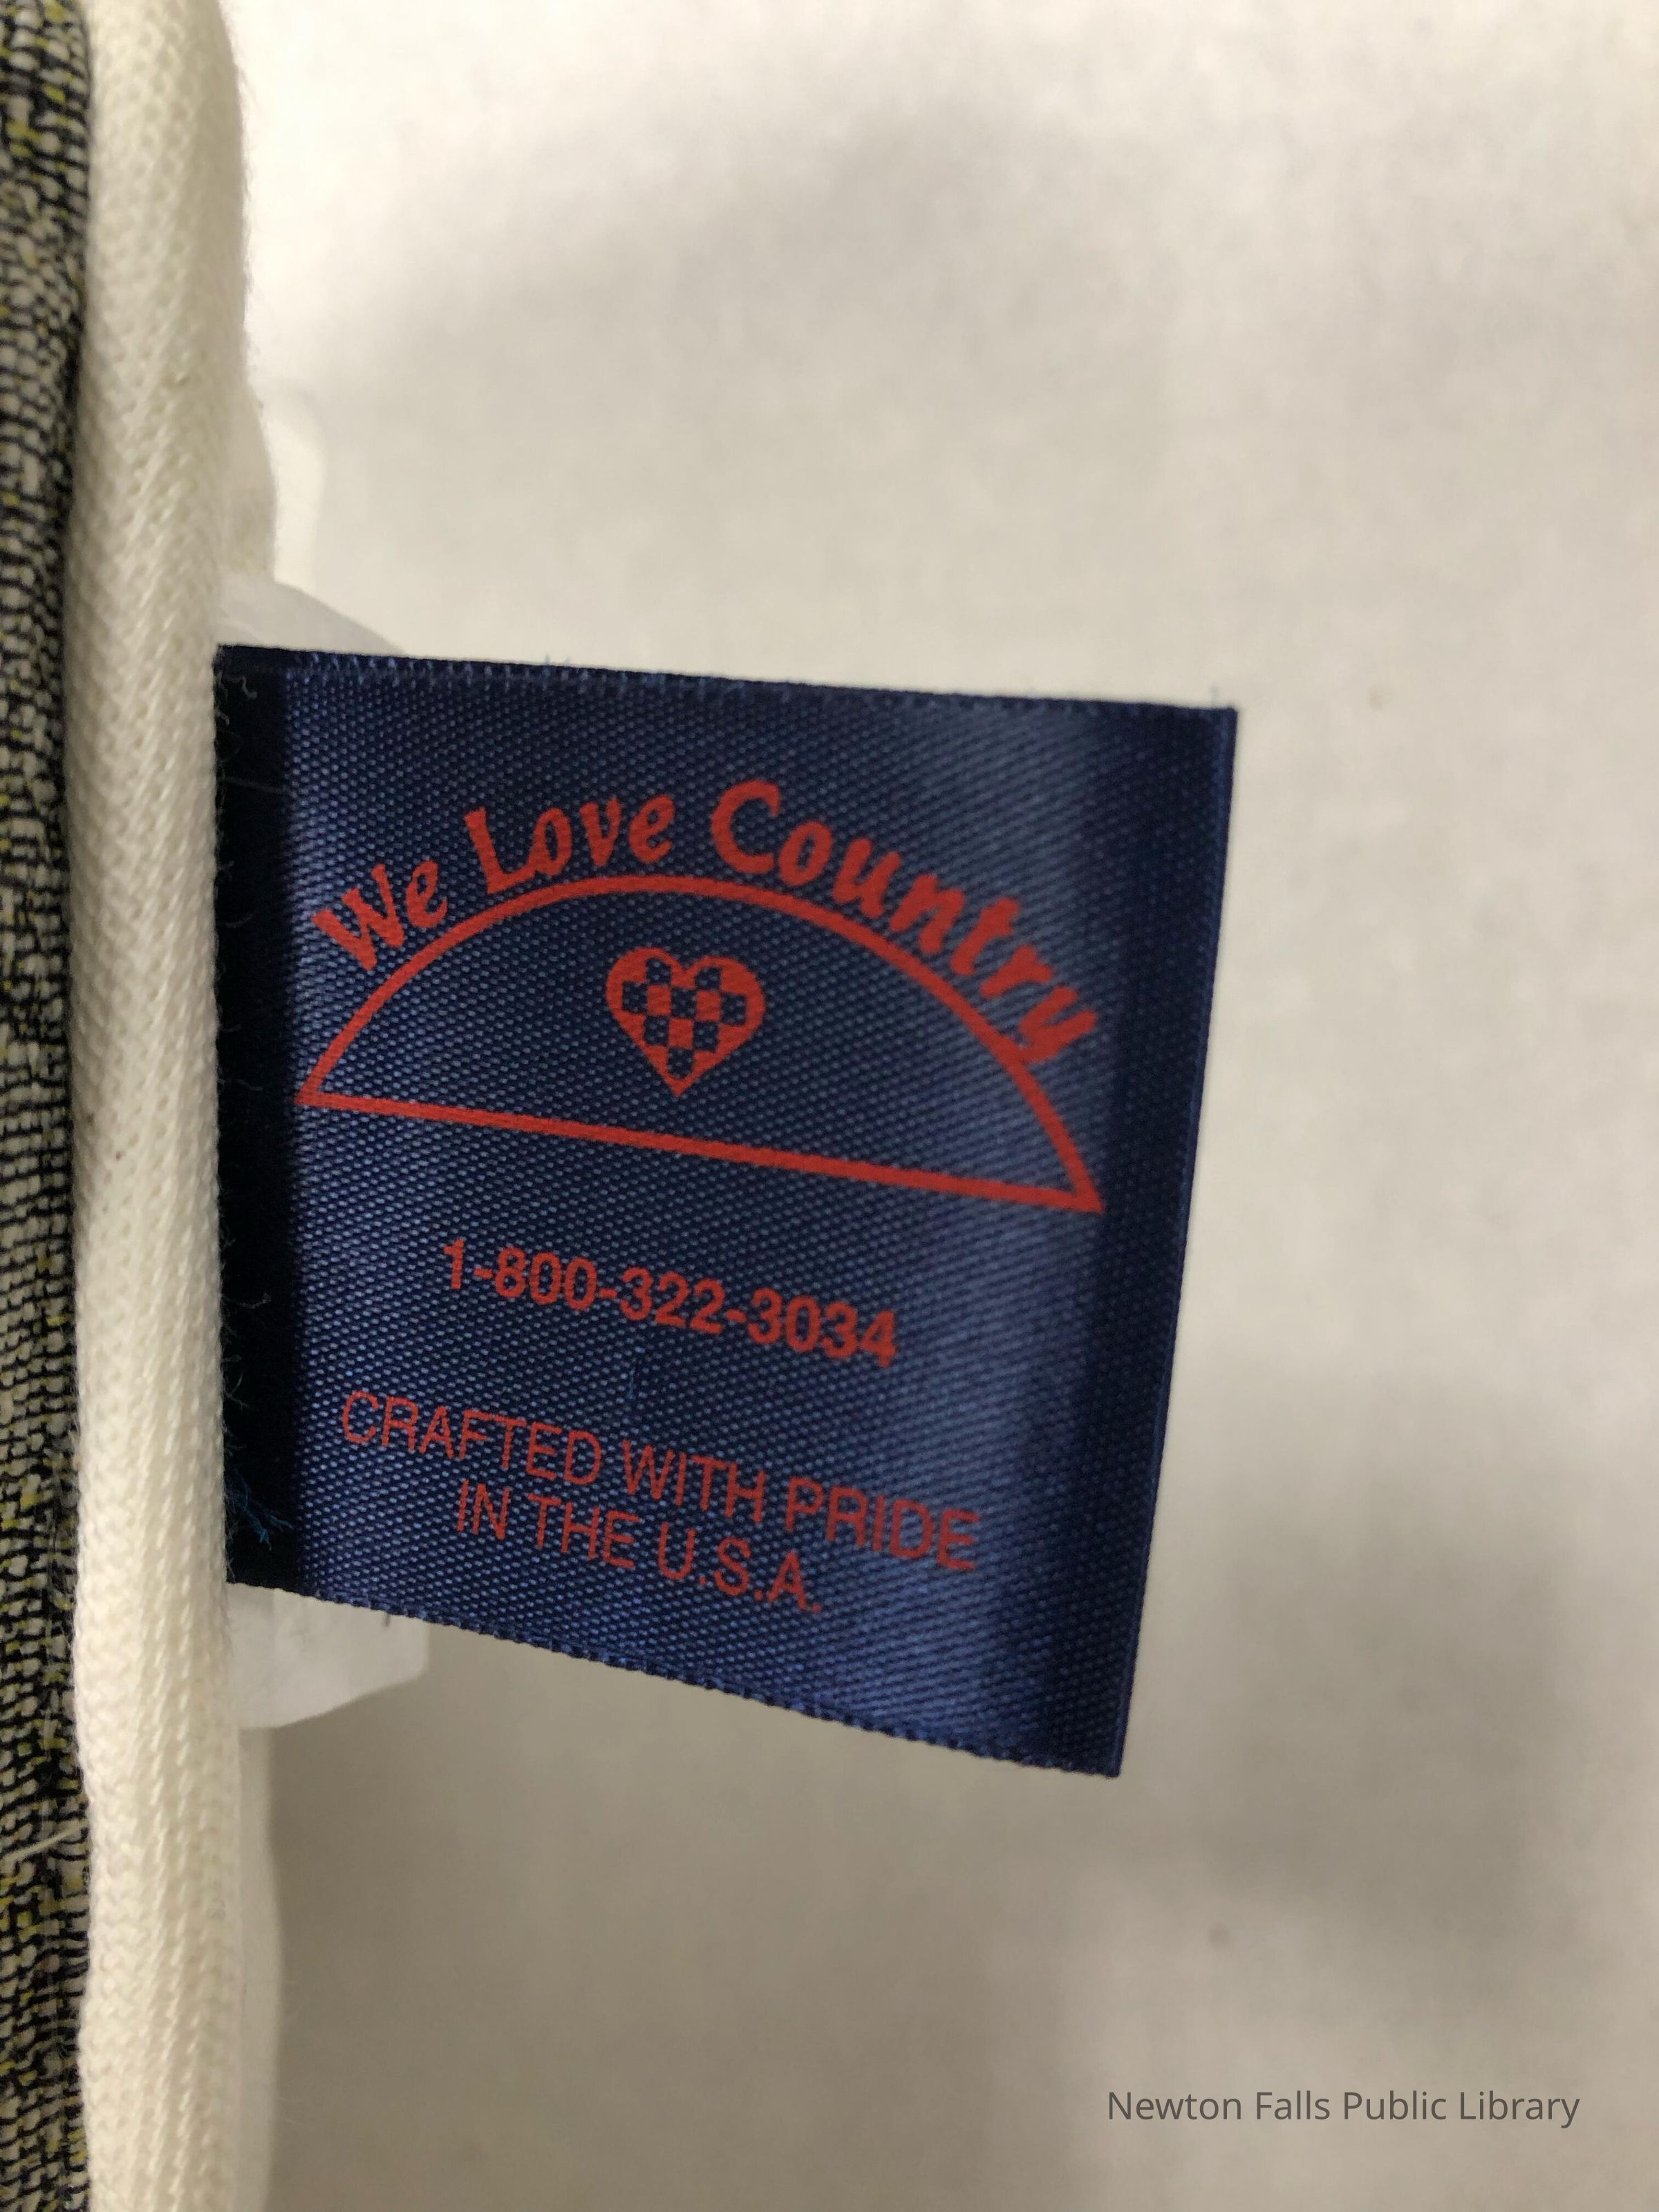 We Love Country
1-800-322-3034
CRAFTED WITH PRIDE
IN THE U.S.A.
Newton Falls Public Library